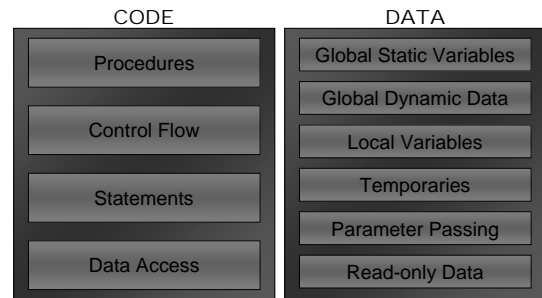 CODE
Procedures
Control Flow
Statements
Data Access
DATA
Global Static Variables
Global Dynamic Data
Local Variables
Temporaries
Parameter Passing
Read-only Data